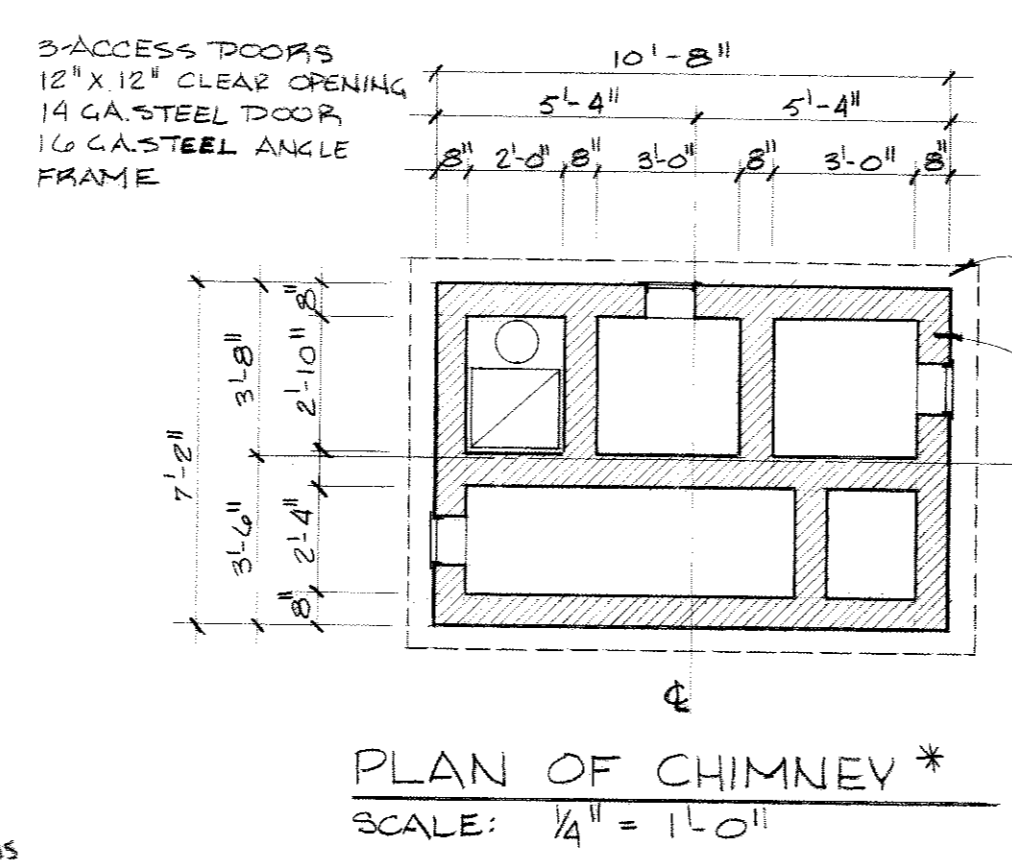 3-ACCESS DOORS
12" X 12" CLEAR OPENING
14 GA. STEEL DOOR
16 GA. STEEL ANGLE
FRAME
10'-8"
5'-4" 5'-4"
8" 2'-0" 8" 3'-0" 8" 3'-0" 8"
7'-2"
3'-8"
3'-6"
8"
2'-10"
2'-4"
8"
℄
PLAN OF CHIMNEY *
SCALE: 1/4" = 1'-0"